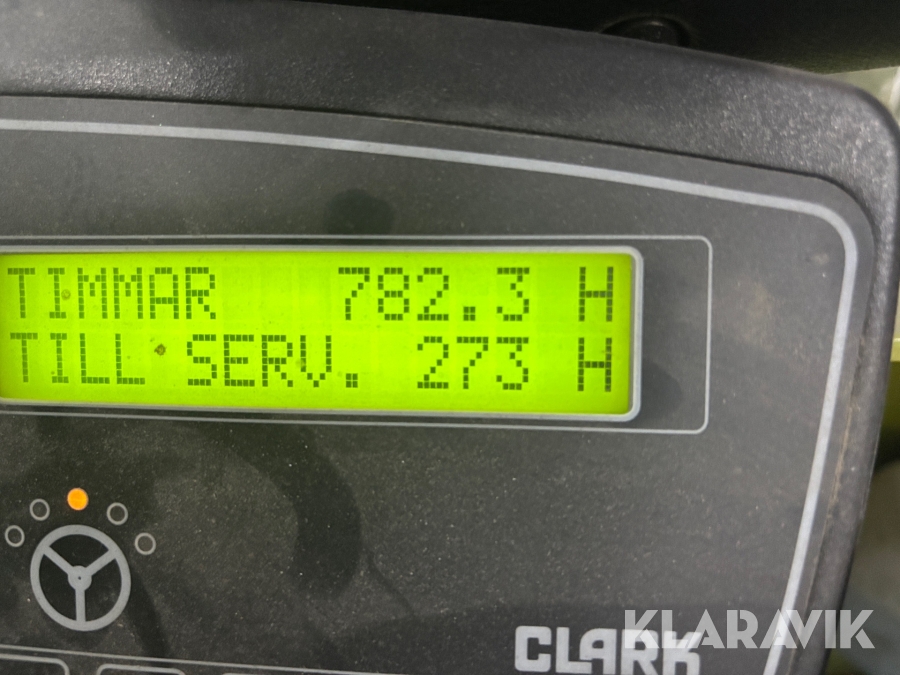 TIMMAR 782.3 H
TILL SERV. 273 H
CLARK
KLARAVIK